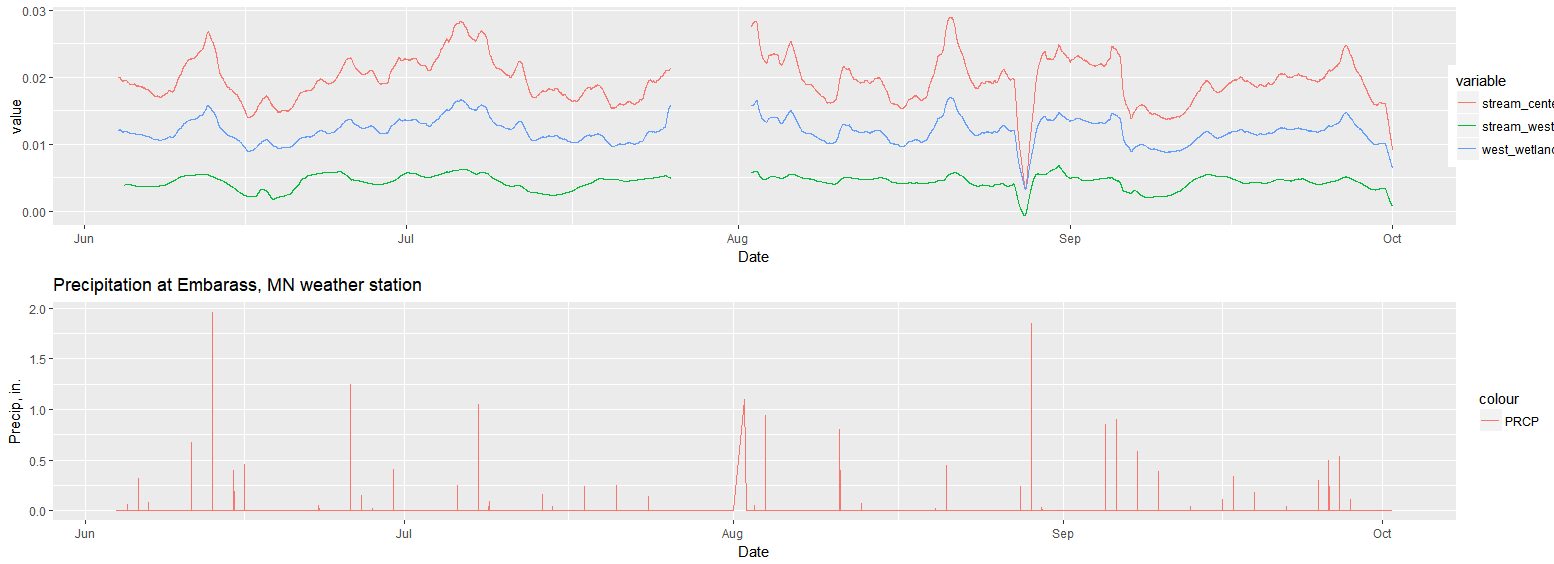 0.03
0.02
0.01
0.00
value
Jun Jul Aug Sep Oct
Date
variable
stream_cente
stream_west
west_wetland
Precipitation at Embarass, MN weather station
2.0
1.5
1.0
0.5
0.0
Precip, in.
Jun Jul Aug Sep Oct
Date
colour
PRCP